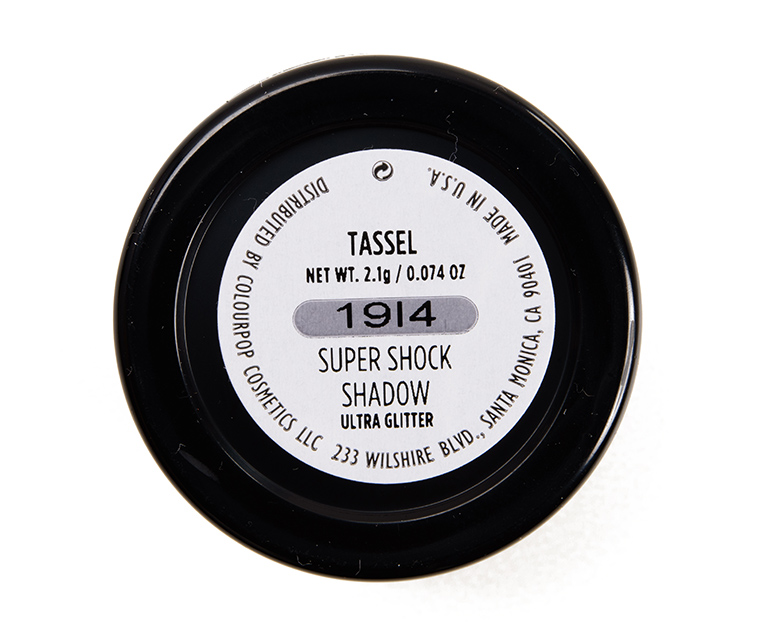 TASSEL
NET WT. 2.1g / 0.074 OZ
1914
SUPER SHOCK
SHADOW
ULTRA GLITTER
DISTRIBUTED BY COLOURPOP COSMETICS LLC 233 WILSHIRE BLVD., SANTA MONICA, CA 90401 MADE IN U.S.A.